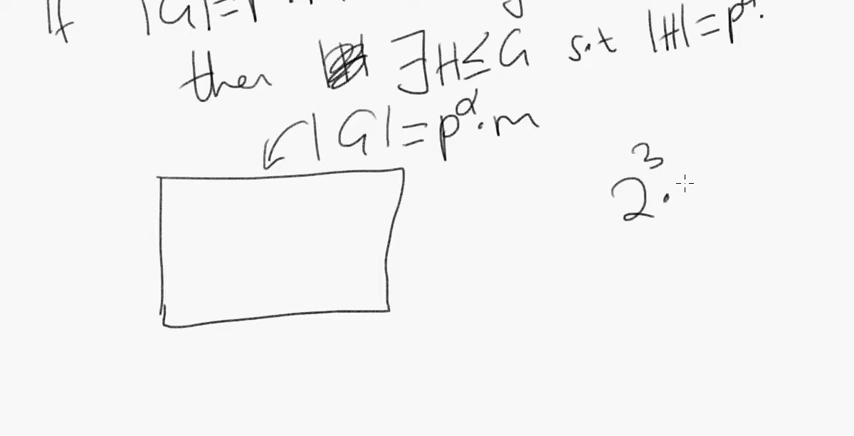 If |G|=p
then ∃H≤G s.t |H|=p^α.
|G|=p^α·m
2^3·